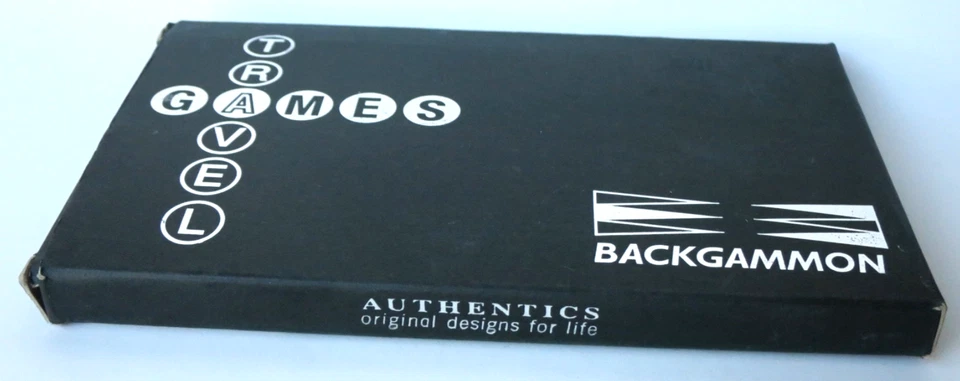 TRAVEL
GAMES
BACKGAMMON
AUTHENTICS
original designs for life